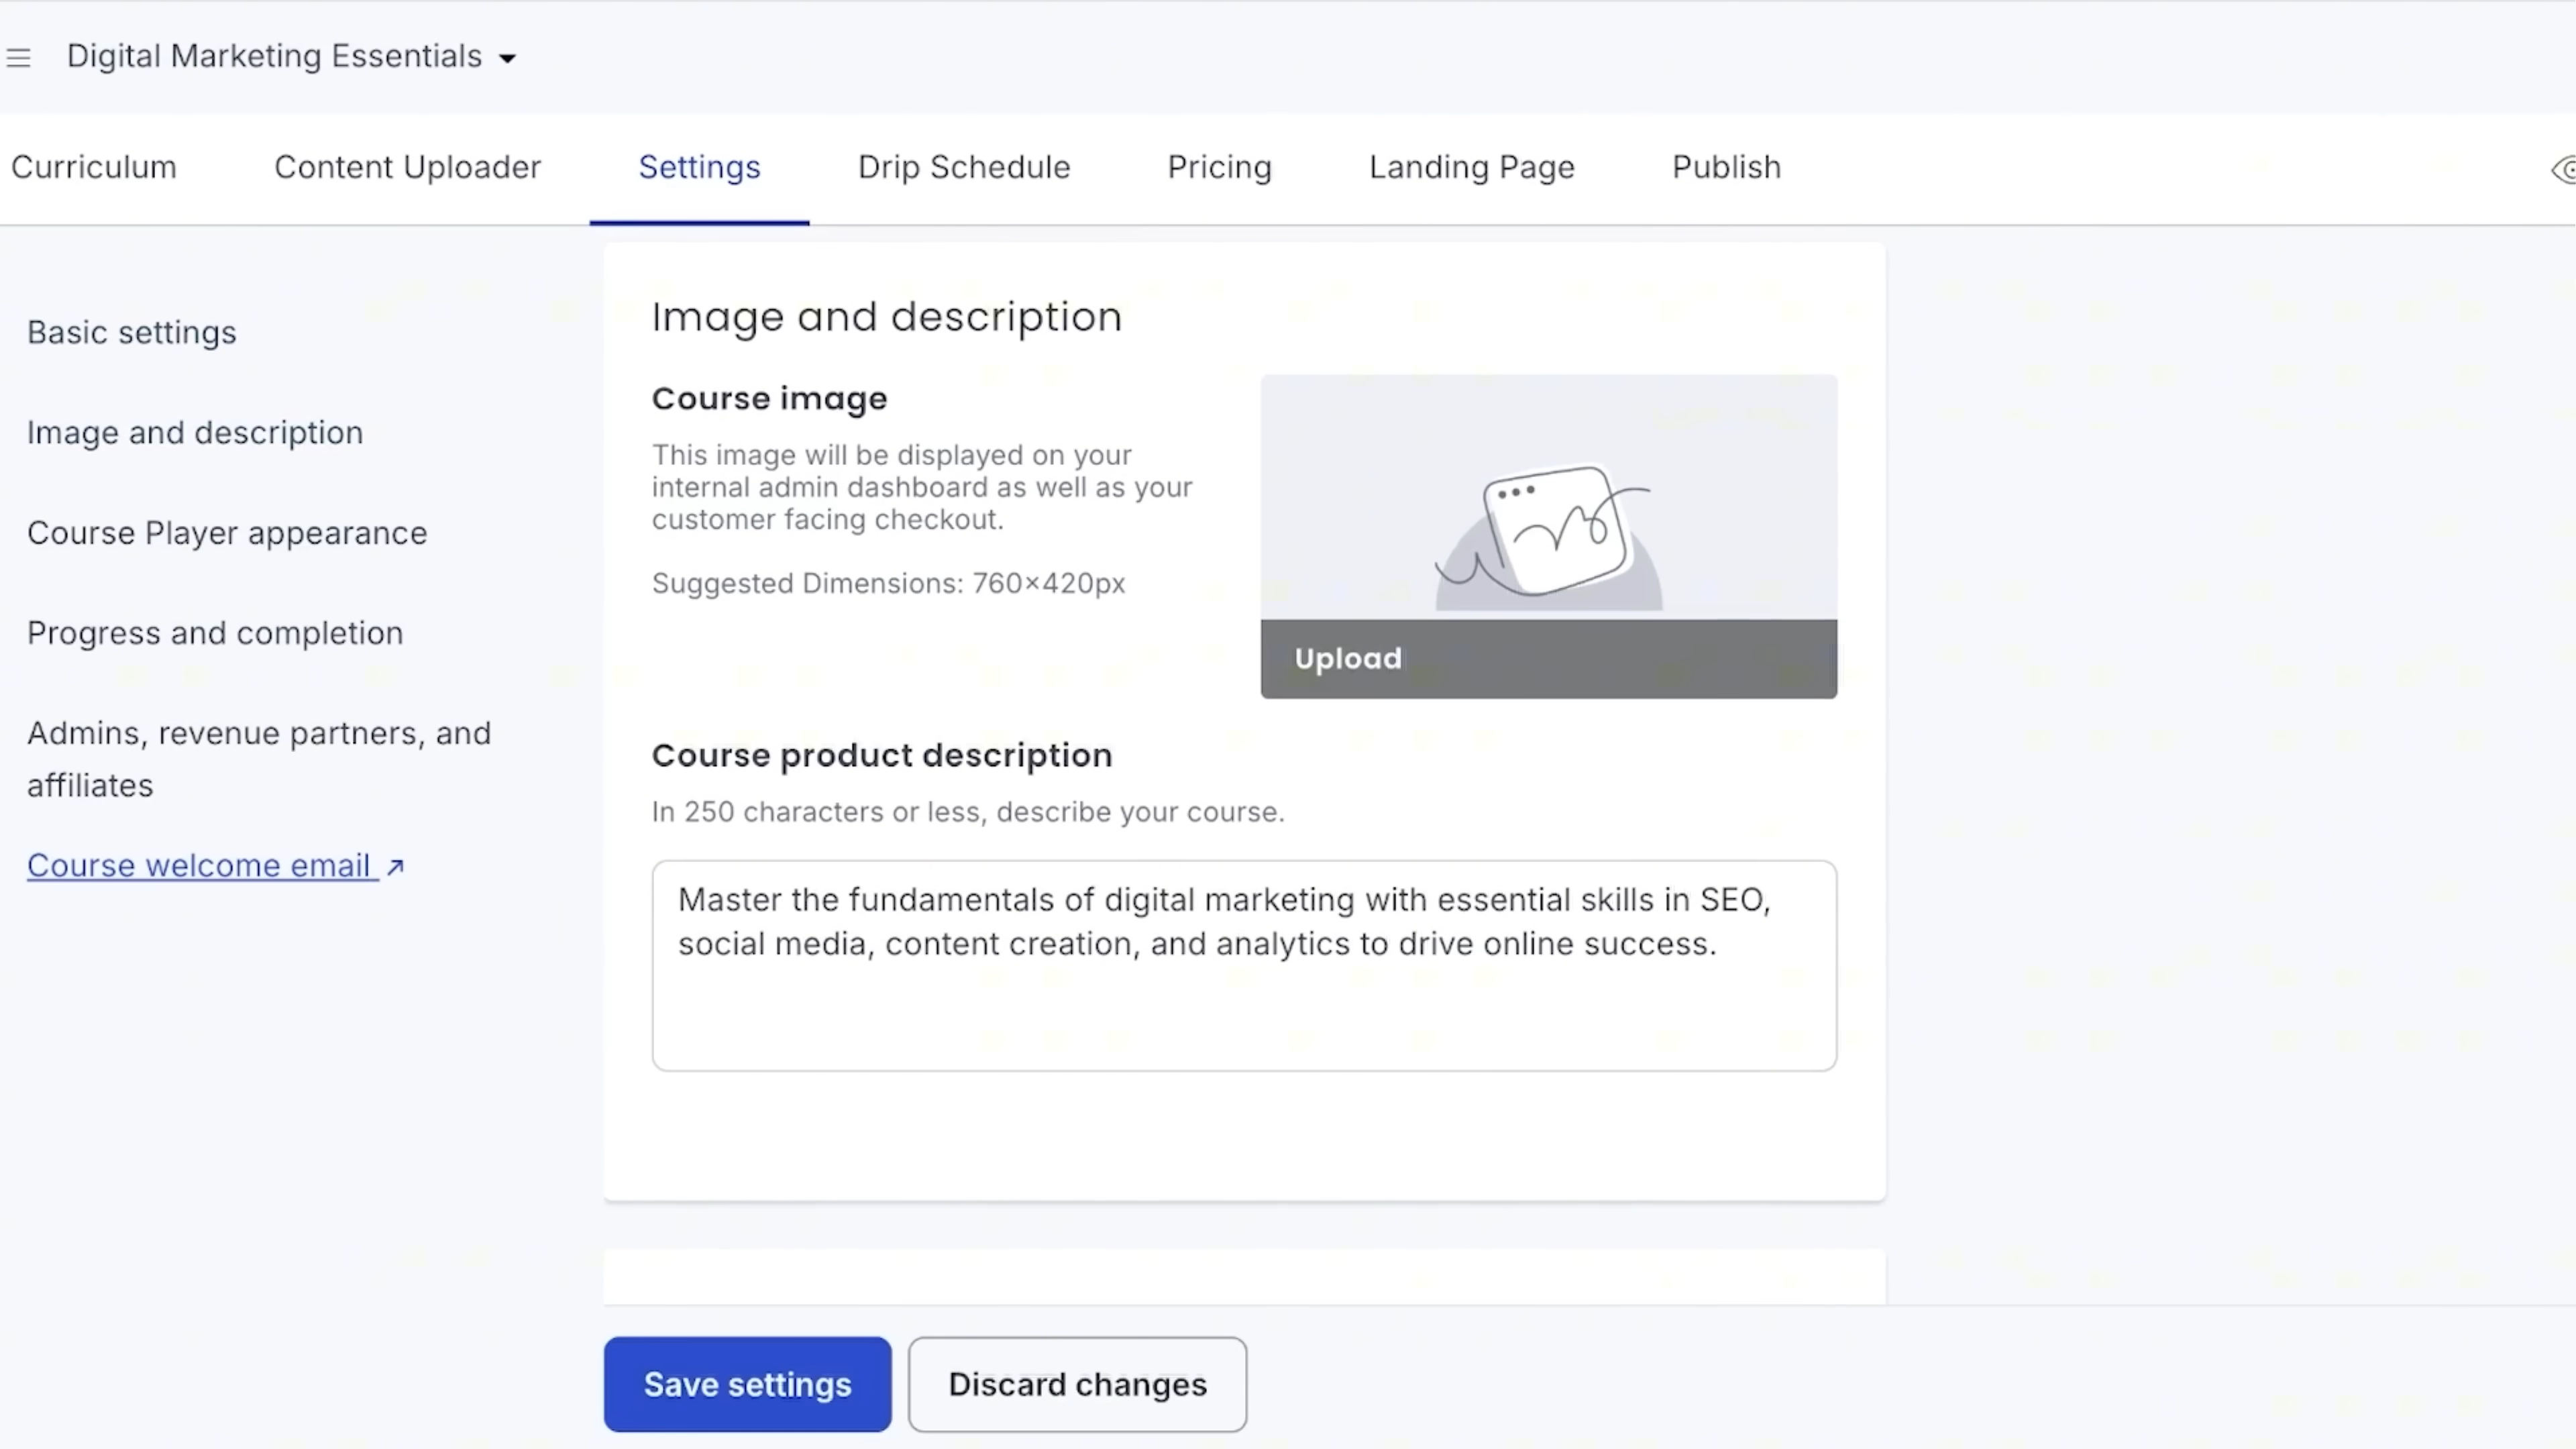 Digital Marketing Essentials
Curriculum
Content Uploader
Settings
Drip Schedule
Pricing
Landing Page
Publish
Basic settings
Image and description
Course Player appearance
Progress and completion
Admins, revenue partners, and
affiliates
Course welcome email
Image and description
Course image
This image will be displayed on your
internal admin dashboard as well as your
customer facing checkout.
Suggested Dimensions: 760×420px
Upload
Course product description
In 250 characters or less, describe your course.
Master the fundamentals of digital marketing with essential skills in SEO,
social media, content creation, and analytics to drive online success.
Save settings
Discard changes